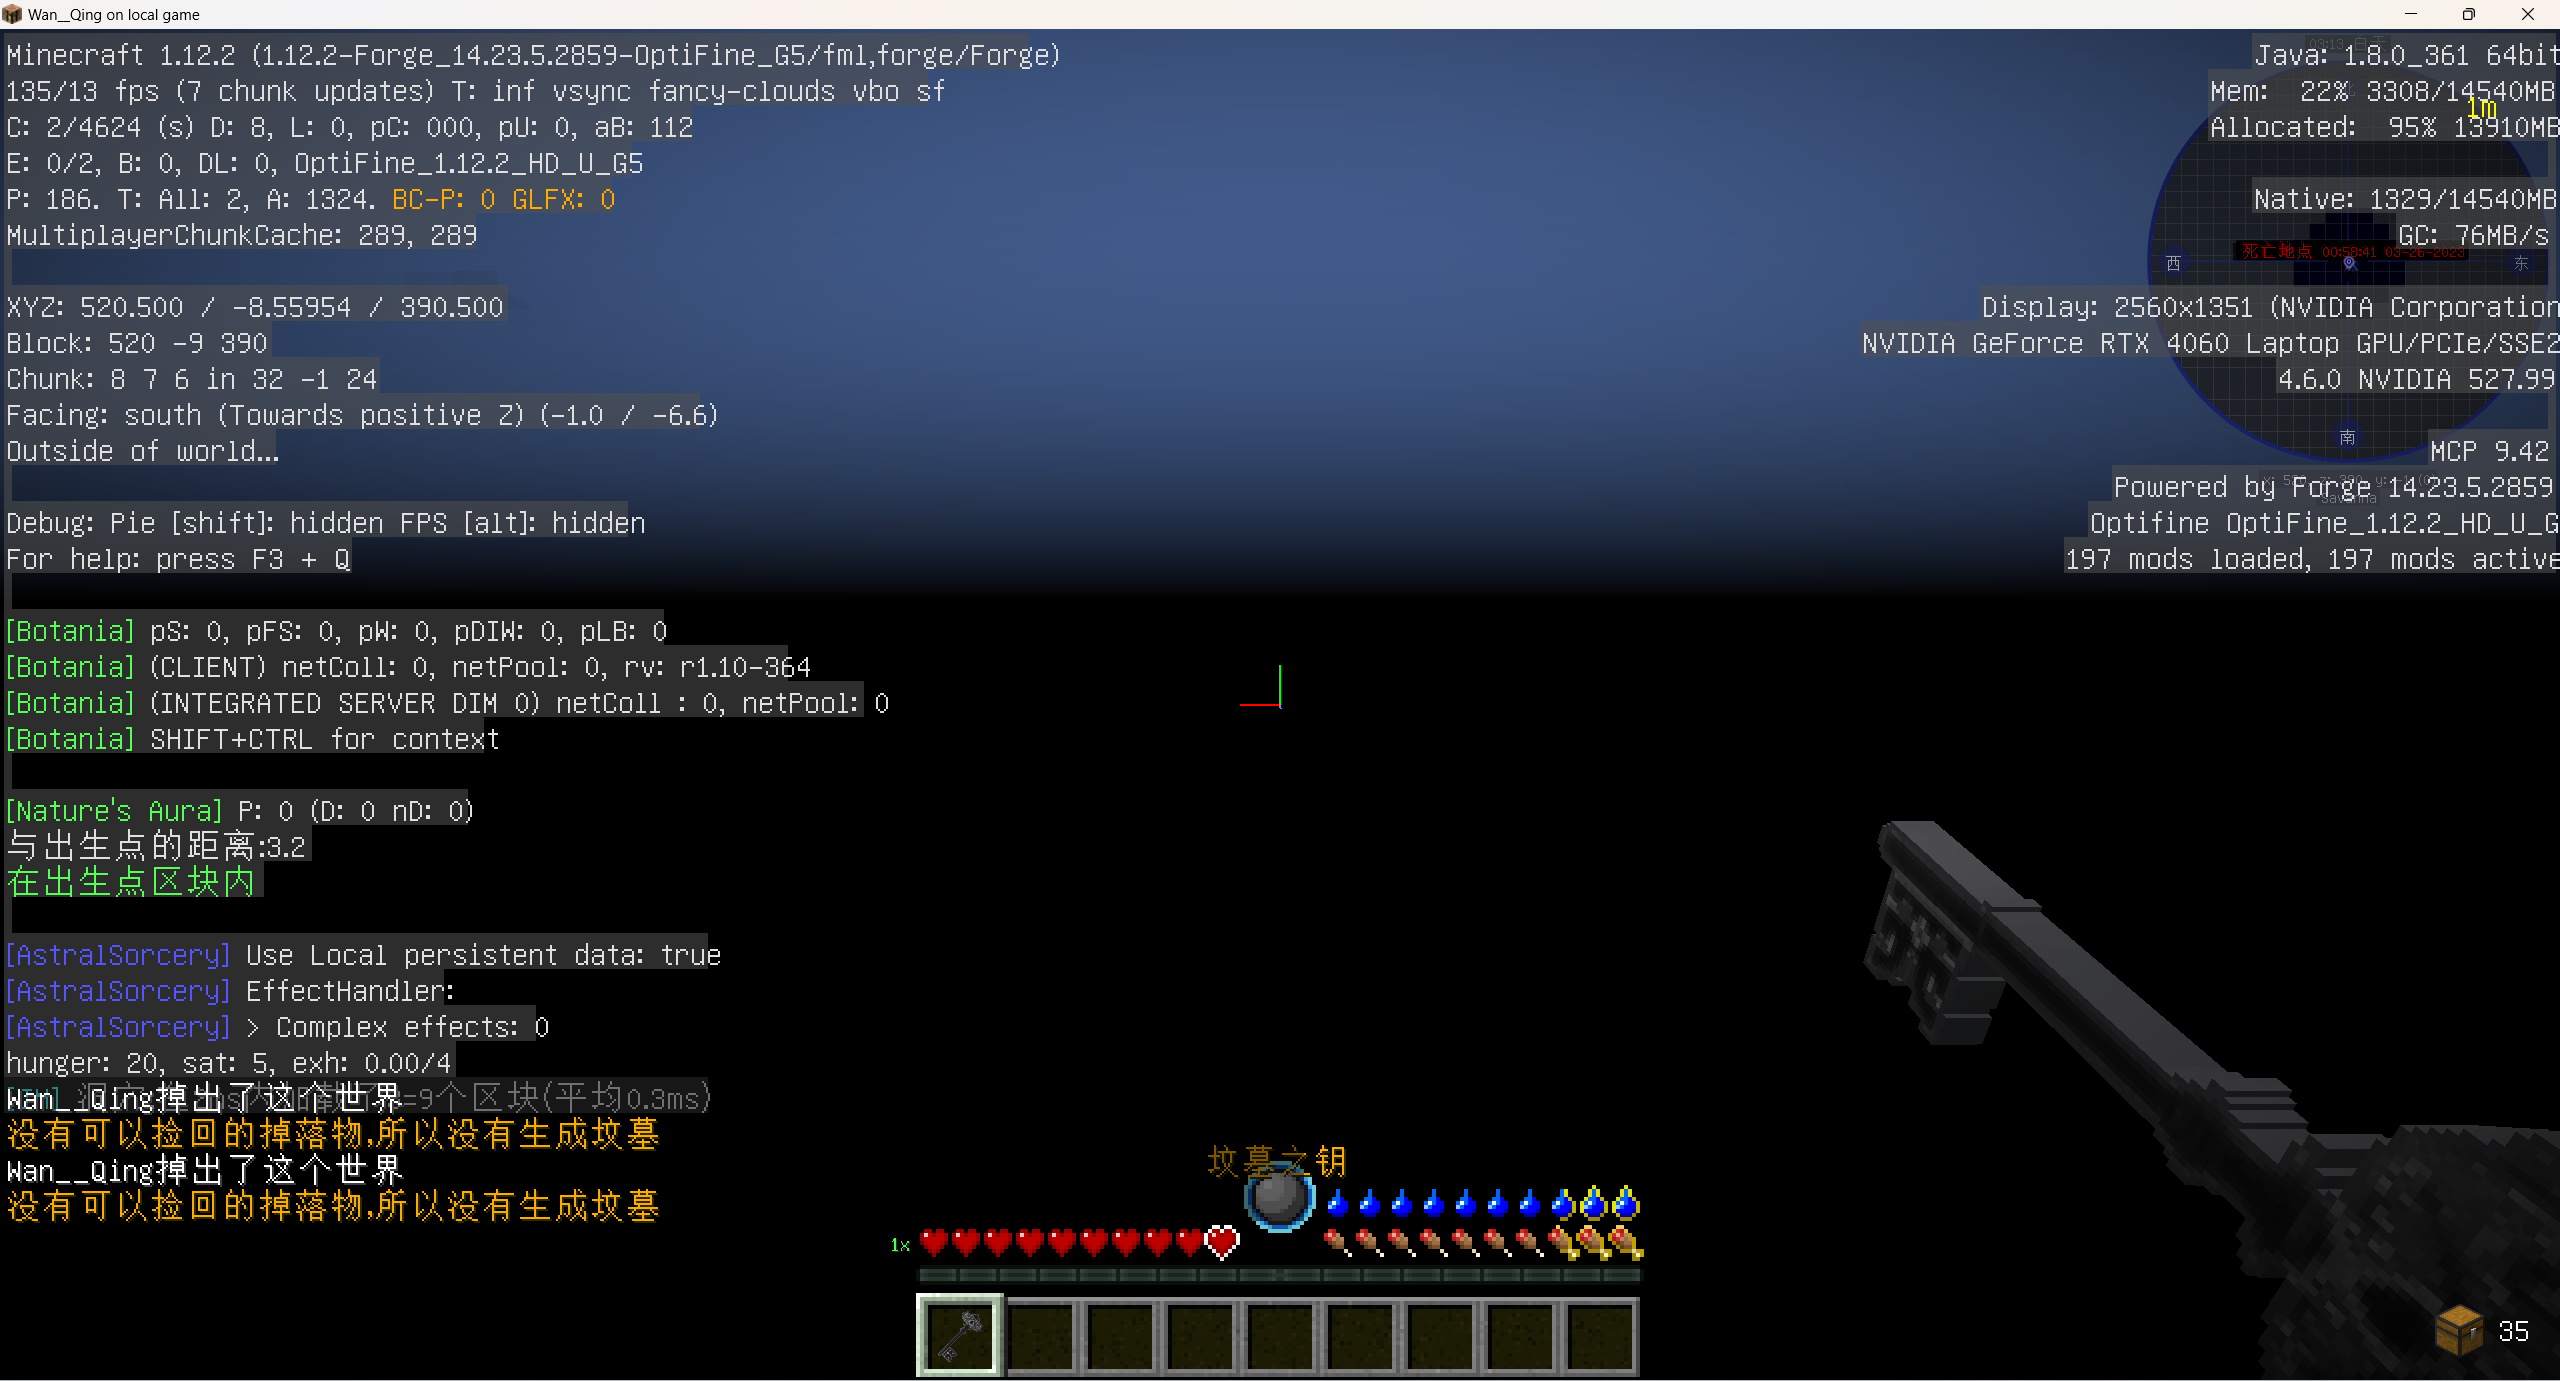 Wan__Qing on local game
Minecraft 1.12.2 (1.12.2-Forge_14.23.5.2859-OptiFine_G5/fml,forge/Forge)
135/13 fps (7 chunk updates) T: inf vsync fancy-clouds vbo sf
C: 2/4624 (s) D: 8, L: 0, pC: 000, pU: 0, aB: 112
E: 0/2, B: 0, DL: 0, OptiFine_1.12.2_HD_U_G5
P: 186. T: All: 2, A: 1324. BC-P: 0 GLFX: 0
MultiplayerChunkCache: 289, 289
XYZ: 520.500 / -8.55954 / 390.500
Block: 520 -9 390
Chunk: 8 7 6 in 32 -1 24
Facing: south (Towards positive Z) (-1.0 / -6.6)
Outside of world...
Debug: Pie [shift]: hidden FPS [alt]: hidden
For help: press F3 + Q
[Botania] pS: 0, pFS: 0, pW: 0, pDIW: 0, pLB: 0
[Botania] (CLIENT) netColl: 0, netPool: 0, rv: r1.10-364
[Botania] (INTEGRATED SERVER DIM 0) netColl : 0, netPool: 0
[Botania] SHIFT+CTRL for context
[Nature's Aura] P: 0 (D: 0 nD: 0)
与出生点的距离:3.2
在出生点区块内
[AstralSorcery] Use Local persistent data: true
[AstralSorcery] EffectHandler:
[AstralSorcery] > Complex effects: 0
hunger: 20, sat: 5, exh: 0.00/4
=9个区块(平均0.3ms)
Wan__Qing掉出了这个世界
没有可以捡回的掉落物,所以没有生成坟墓
Wan__Qing掉出了这个世界
没有可以捡回的掉落物,所以没有生成坟墓
Java: 1.8.0_361 64bit
Mem: 22% 3308/14540MB
1m
Allocated: 95% 13910MB
Native: 1329/14540MB
GC: 76MB/s
死亡地点 00:59:41 03-26-2023
西
东
Display: 2560x1351 (NVIDIA Corporation
NVIDIA GeForce RTX 4060 Laptop GPU/PCIe/SSE2
4.6.0 NVIDIA 527.99
南
MCP 9.42
Powered by Forge 14.23.5.2859
Savanna
Optifine OptiFine_1.12.2_HD_U_G
197 mods loaded, 197 mods active
坟墓之钥
1x
35